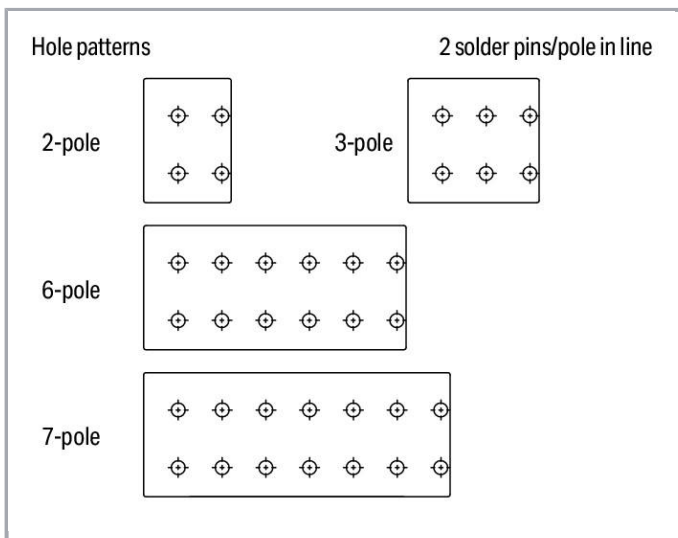 Hole patterns
2 solder pins/pole in line
2-pole
3-pole
6-pole
7-pole